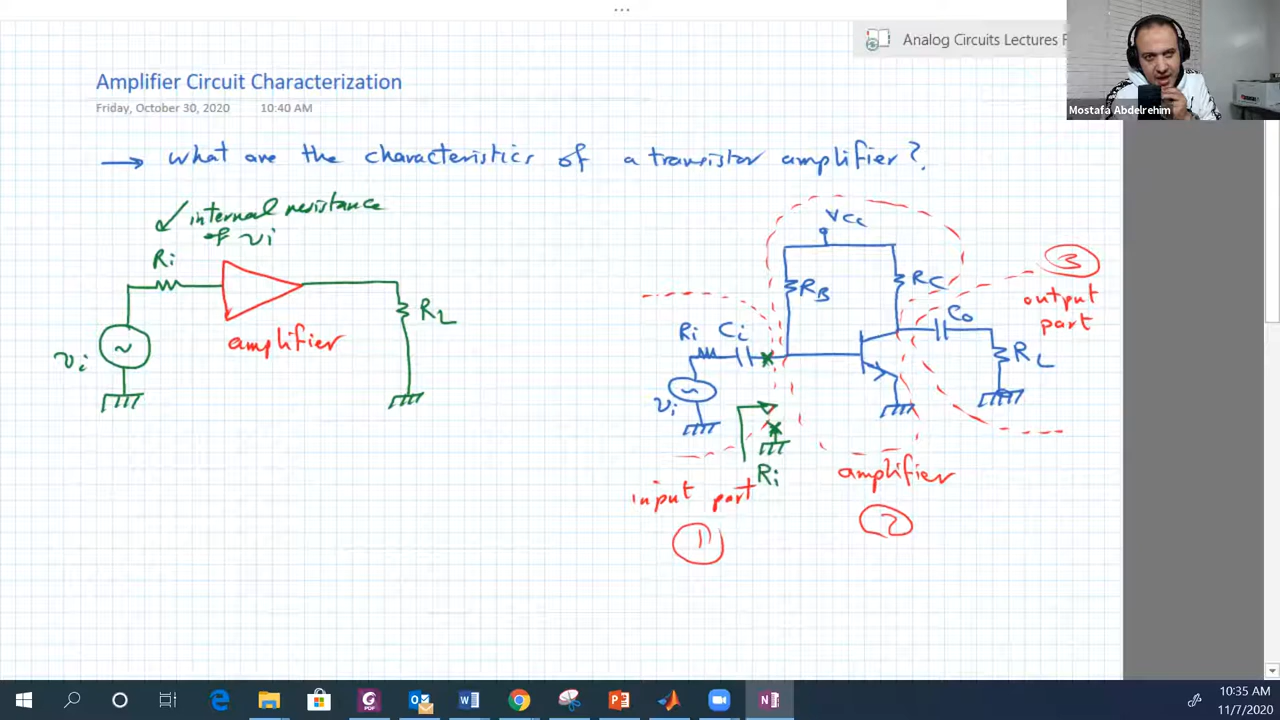 Analog Circuits Lectures F
Mostafa Abdelrehim
Amplifier Circuit Characterization
Friday, October 30, 2020 10:40 AM
→ What are the characteristics of a transistor amplifier?
internal resistance
of vi
Ri
RL
vi
amplifier
Vcc
RB
RC
3
output
part
Ri Ci
Co
RL
vi
Ri
amplifier
input part
2
1
10:35 AM
11/7/2020